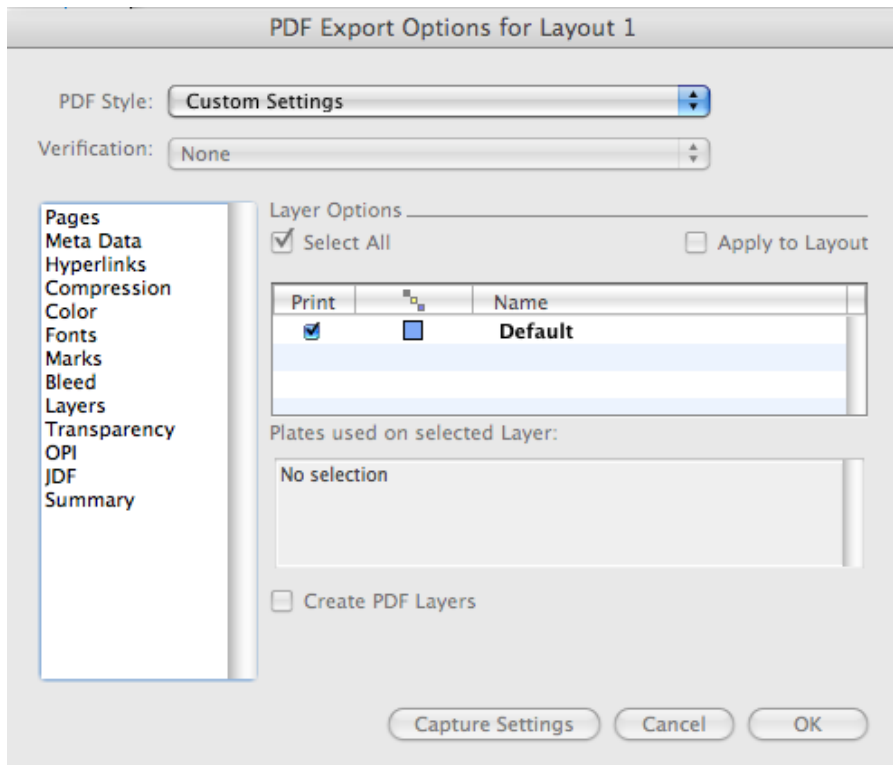 PDF Export Options for Layout 1
PDF Style: Custom Settings
Verification: None
Pages
Meta Data
Hyperlinks
Compression
Color
Fonts
Marks
Bleed
Layers
Transparency
OPI
JDF
Summary
Layer Options
Select All Apply to Layout
Print Name
Default
Plates used on selected Layer:
No selection
Create PDF Layers
Capture Settings Cancel OK